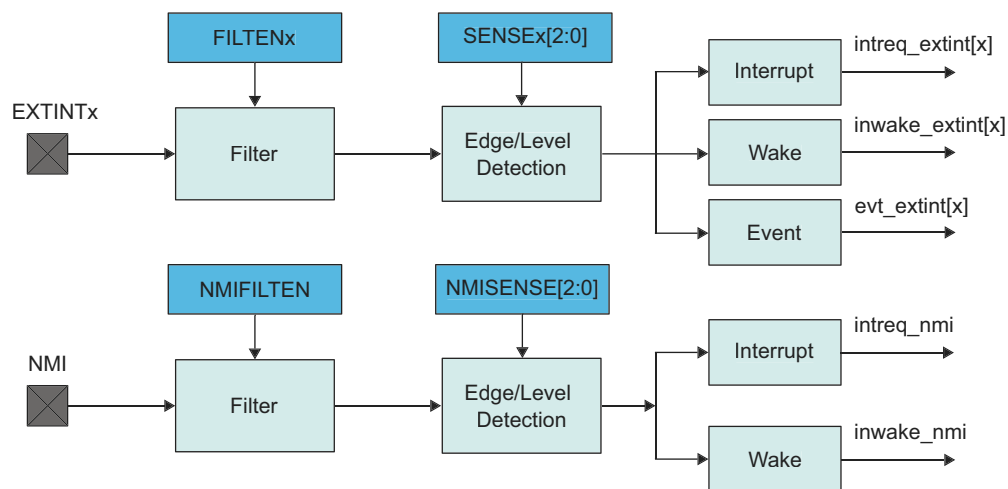 FILTENx
SENSEx[2:0]
EXTINTx
Filter
Edge/Level
Detection
Interrupt
intreq_extint[x]
Wake
inwake_extint[x]
Event
evt_extint[x]
NMIFILTEN
NMISENSE[2:0]
NMI
Filter
Edge/Level
Detection
Interrupt
intreq_nmi
Wake
inwake_nmi